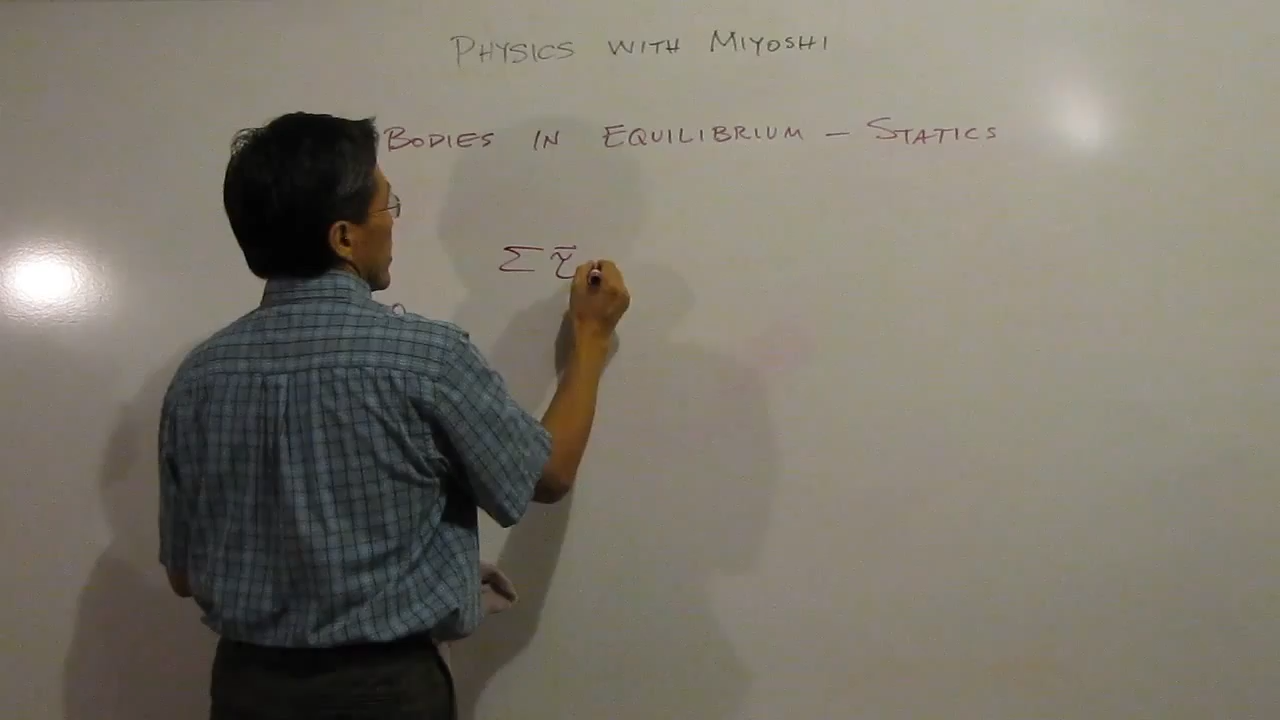 PHYSICS WITH MIYOSHI
BODIES IN EQUILIBRIUM – STATICS
Σ τ⃗